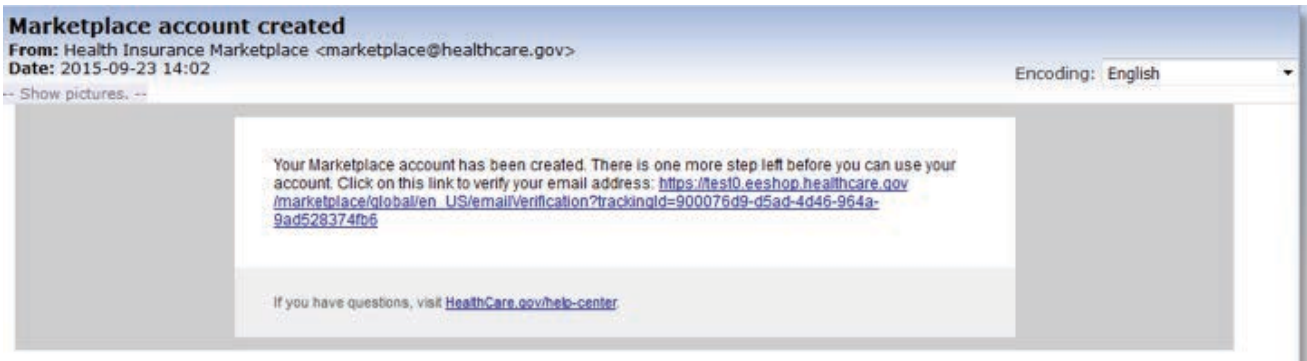 Marketplace account created
From: Health Insurance Marketplace <marketplace@healthcare.gov>
Date: 2015-09-23 14:02
Encoding: English
-- Show pictures. --
Your Marketplace account has been created. There is one more step left before you can use your
account. Click on this link to verify your email address: https://test0.eeshop.healthcare.gov
/marketplace/global/en_US/emailVerification?trackingId=900076d9-d5ad-4d46-964a-
9ad528374fb6
If you have questions, visit HealthCare.gov/help-center.